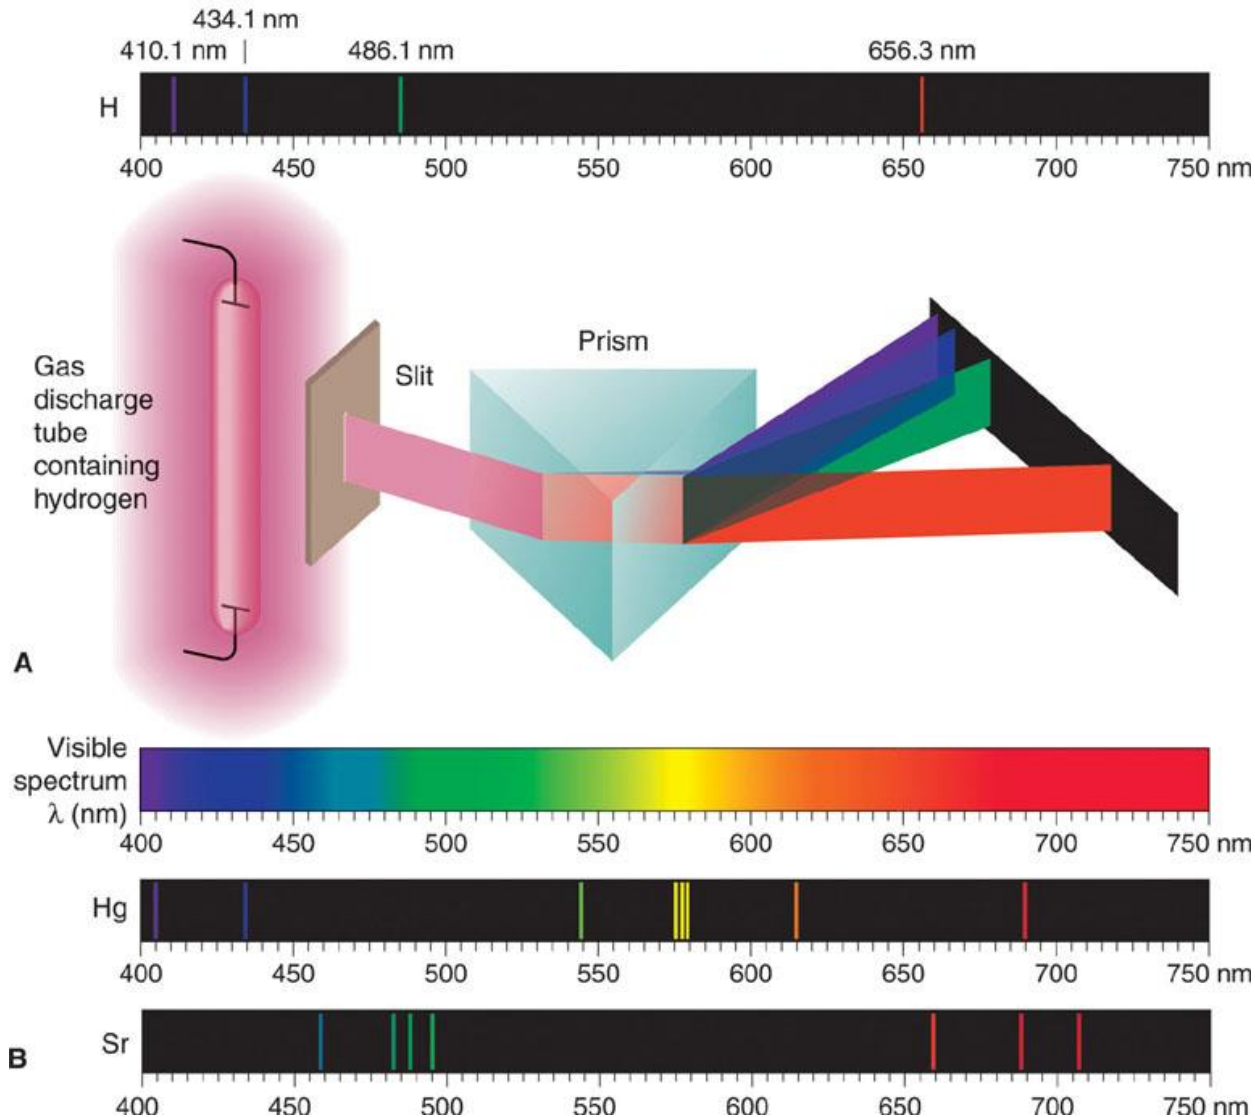 434.1 nm
410.1 nm
486.1 nm
656.3 nm
H
400 450 500 550 600 650 700 750 nm
Gas
discharge
tube
containing
hydrogen
Slit
Prism
A
Visible
spectrum
λ (nm)
400 450 500 550 600 650 700 750 nm
Hg
400 450 500 550 600 650 700 750 nm
B
Sr
400 450 500 550 600 650 700 750 nm